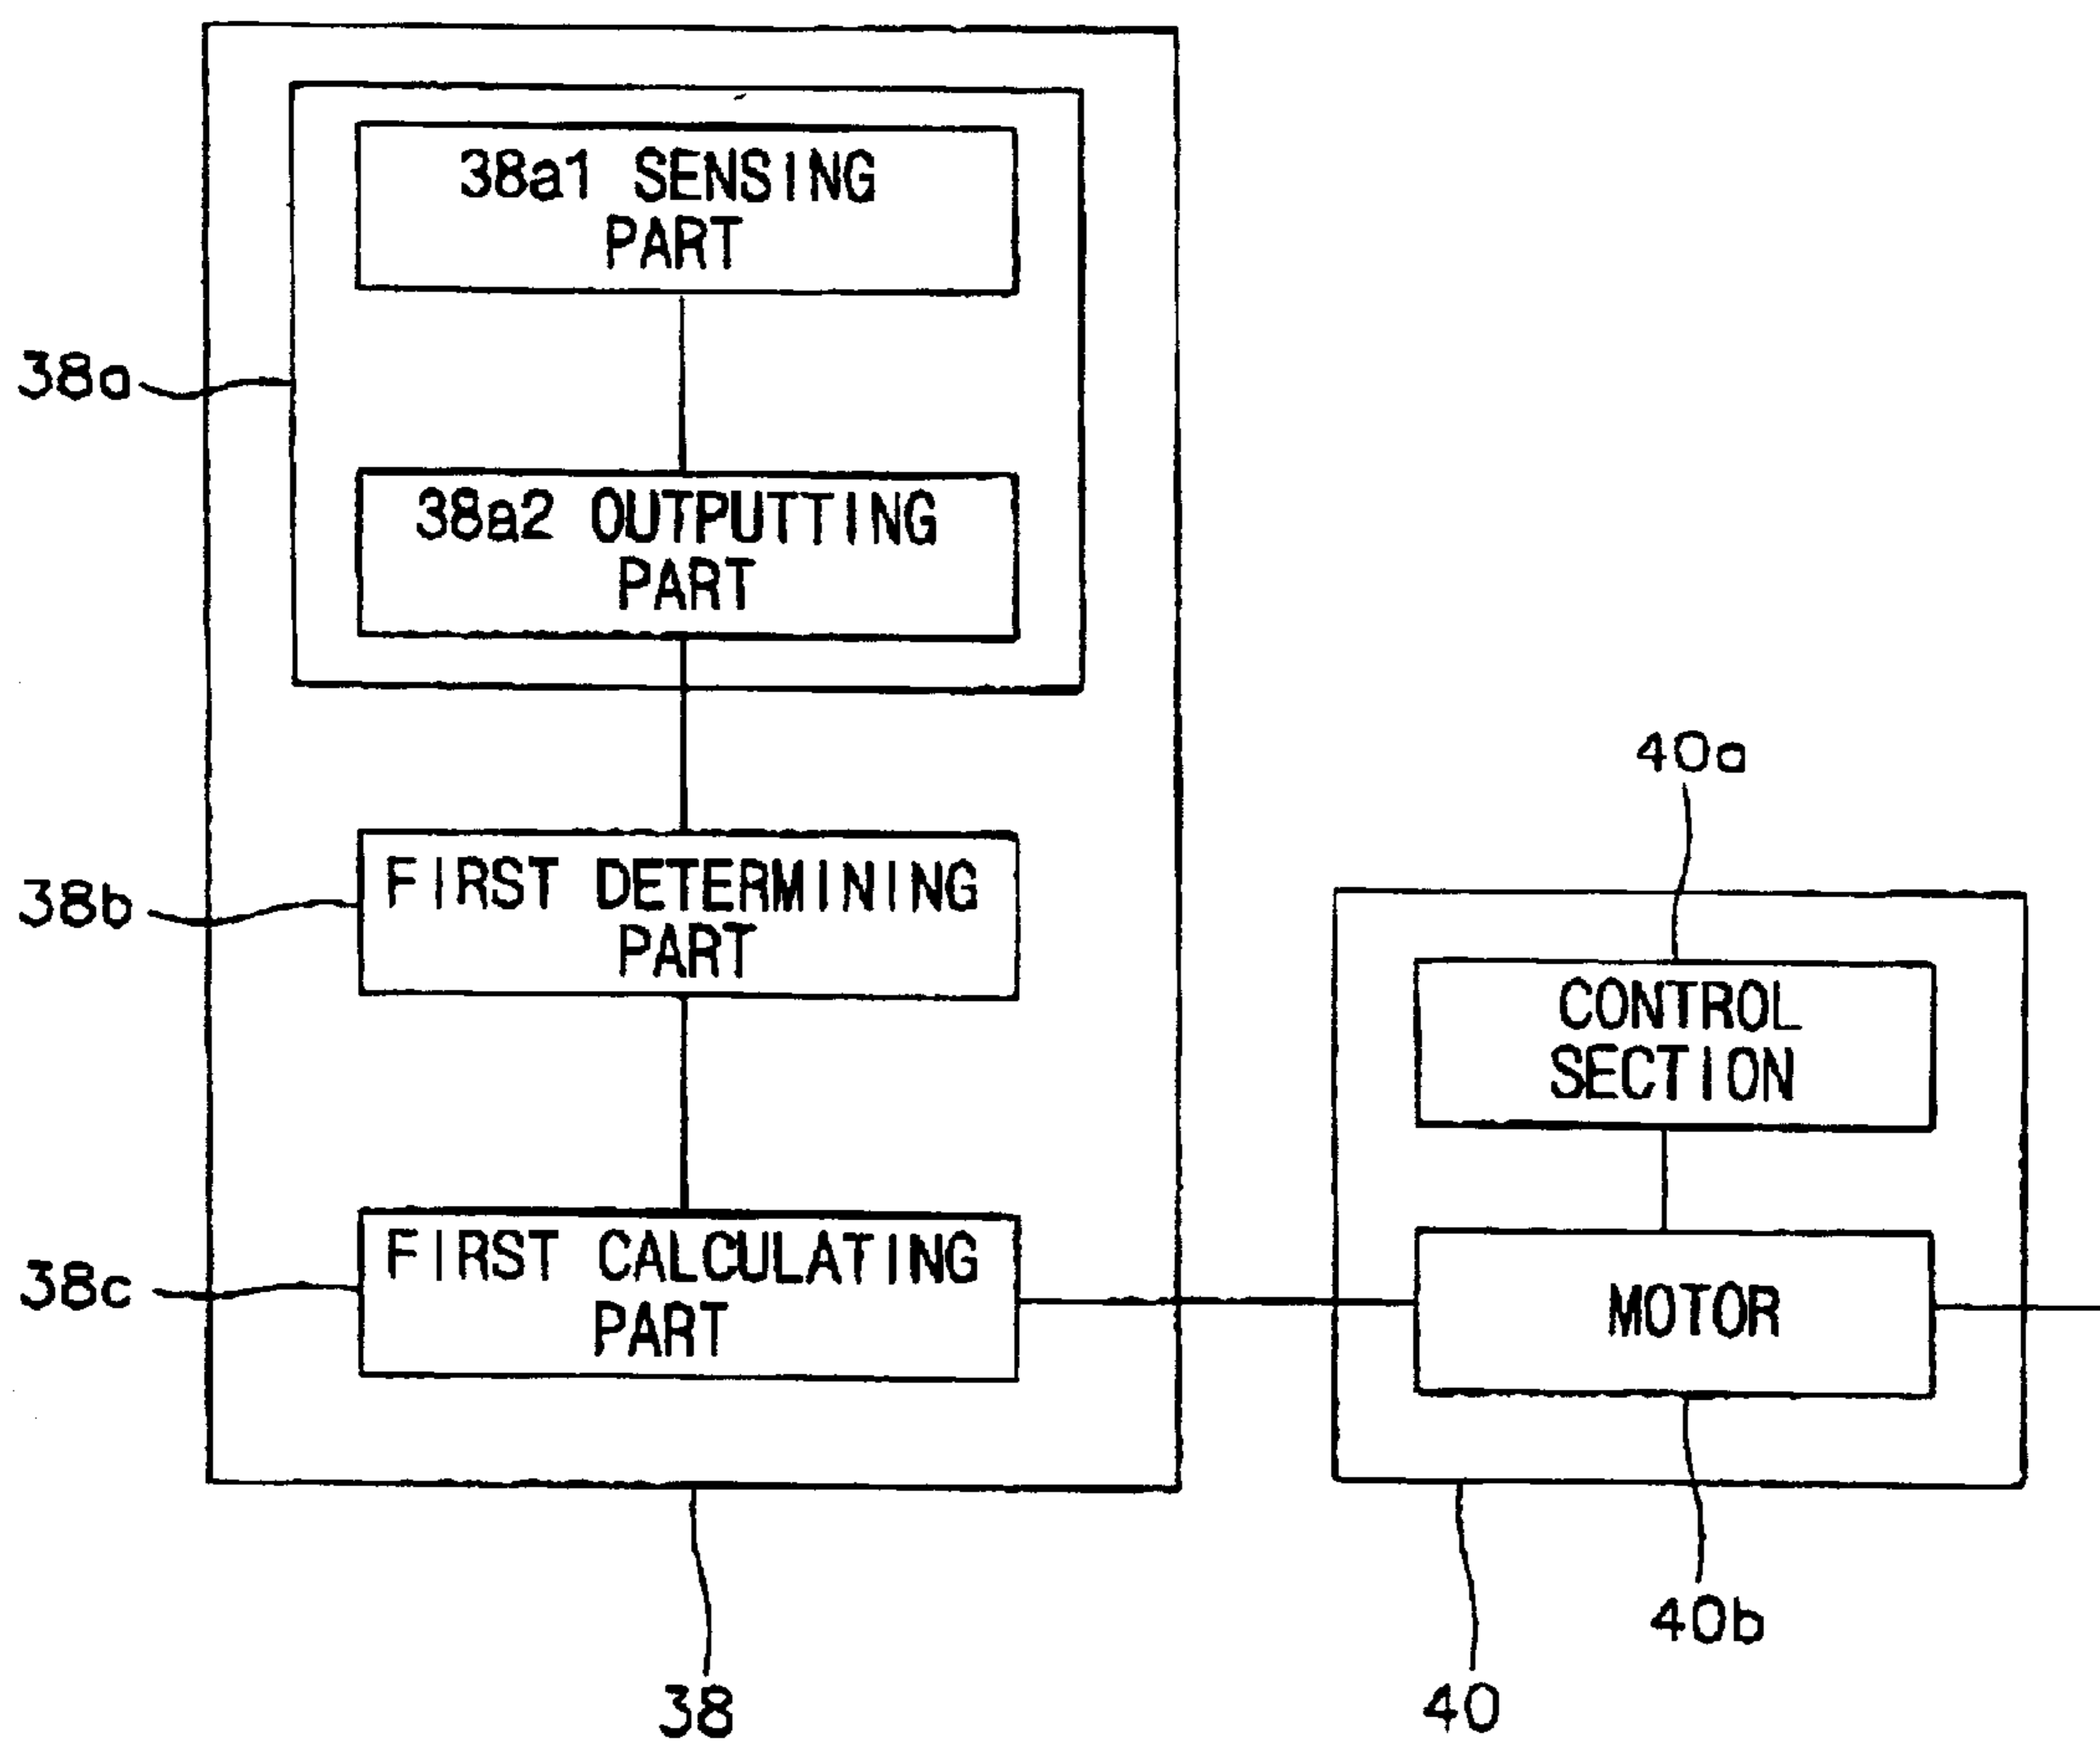 38a1 SENSING
PART
38a
38a2 OUTPUTTING
PART
38b
FIRST DETERMINING
PART
38c
FIRST CALCULATING
PART
38
40a
CONTROL
SECTION
MOTOR
40b
40